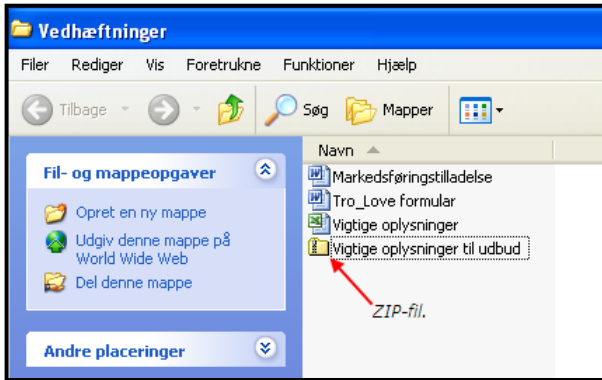 Vedhæftninger
Filer Rediger Vis Foretrukne Funktioner Hjælp
Tilbage Søg Mapper
Navn
Fil- og mappeopgaver
Opret en ny mappe
Udgiv denne mappe på
World Wide Web
Del denne mappe
Andre placeringer
Markedsføringstilladelse
Tro_Love formular
Vigtige oplysninger
Vigtige oplysninger til udbud
ZIP-fil.